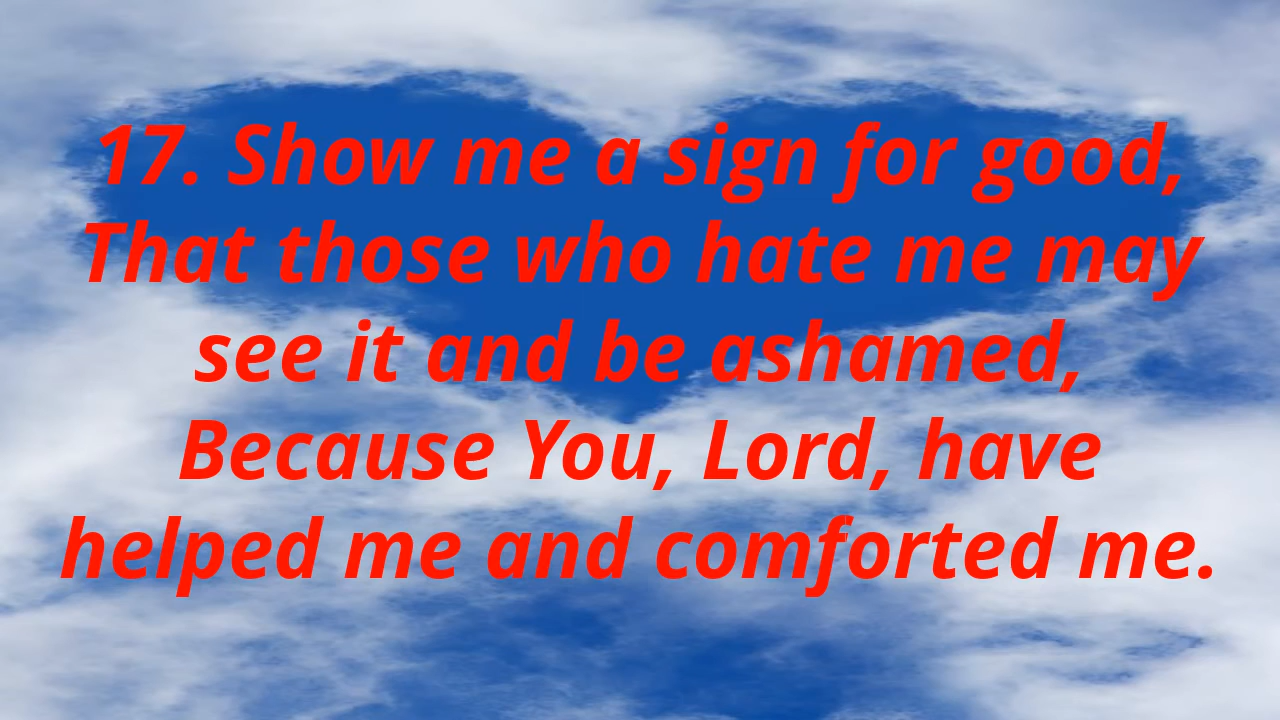 17. Show me a sign for good,
That those who hate me may
see it and be ashamed,
Because You, Lord, have
helped me and comforted me.